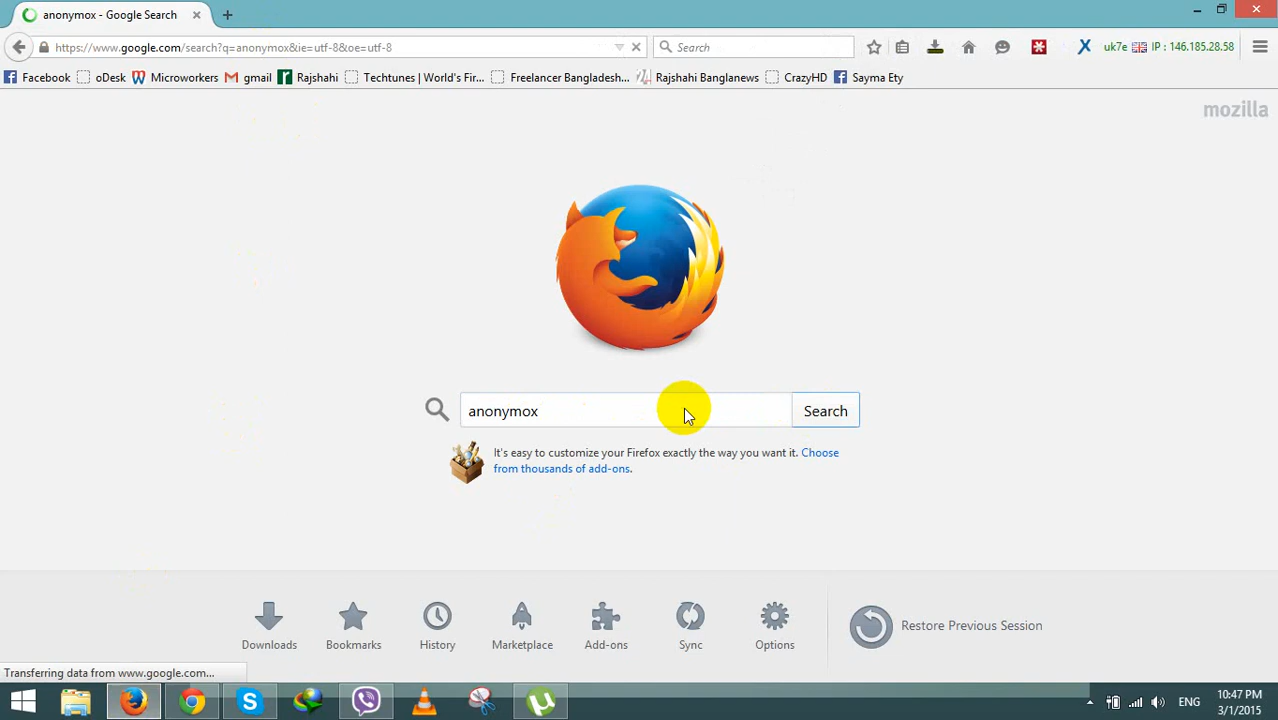 anonymox - Google Search
https://www.google.com/search?q=anonymox&ie=utf-8&oe=utf-8
Search
uk7e IP : 146.185.28.58
Facebook oDesk Microworkers gmail Rajshahi Techtunes | World's Fir... Freelancer Bangladesh... Rajshahi Banglanews CrazyHD Sayma Ety
mozilla
anonymox Search
It's easy to customize your Firefox exactly the way you want it. Choose
from thousands of add-ons.
Downloads Bookmarks History Marketplace Add-ons Sync Options Restore Previous Session
Transferring data from www.google.com...
ENG 10:47 PM
3/1/2015